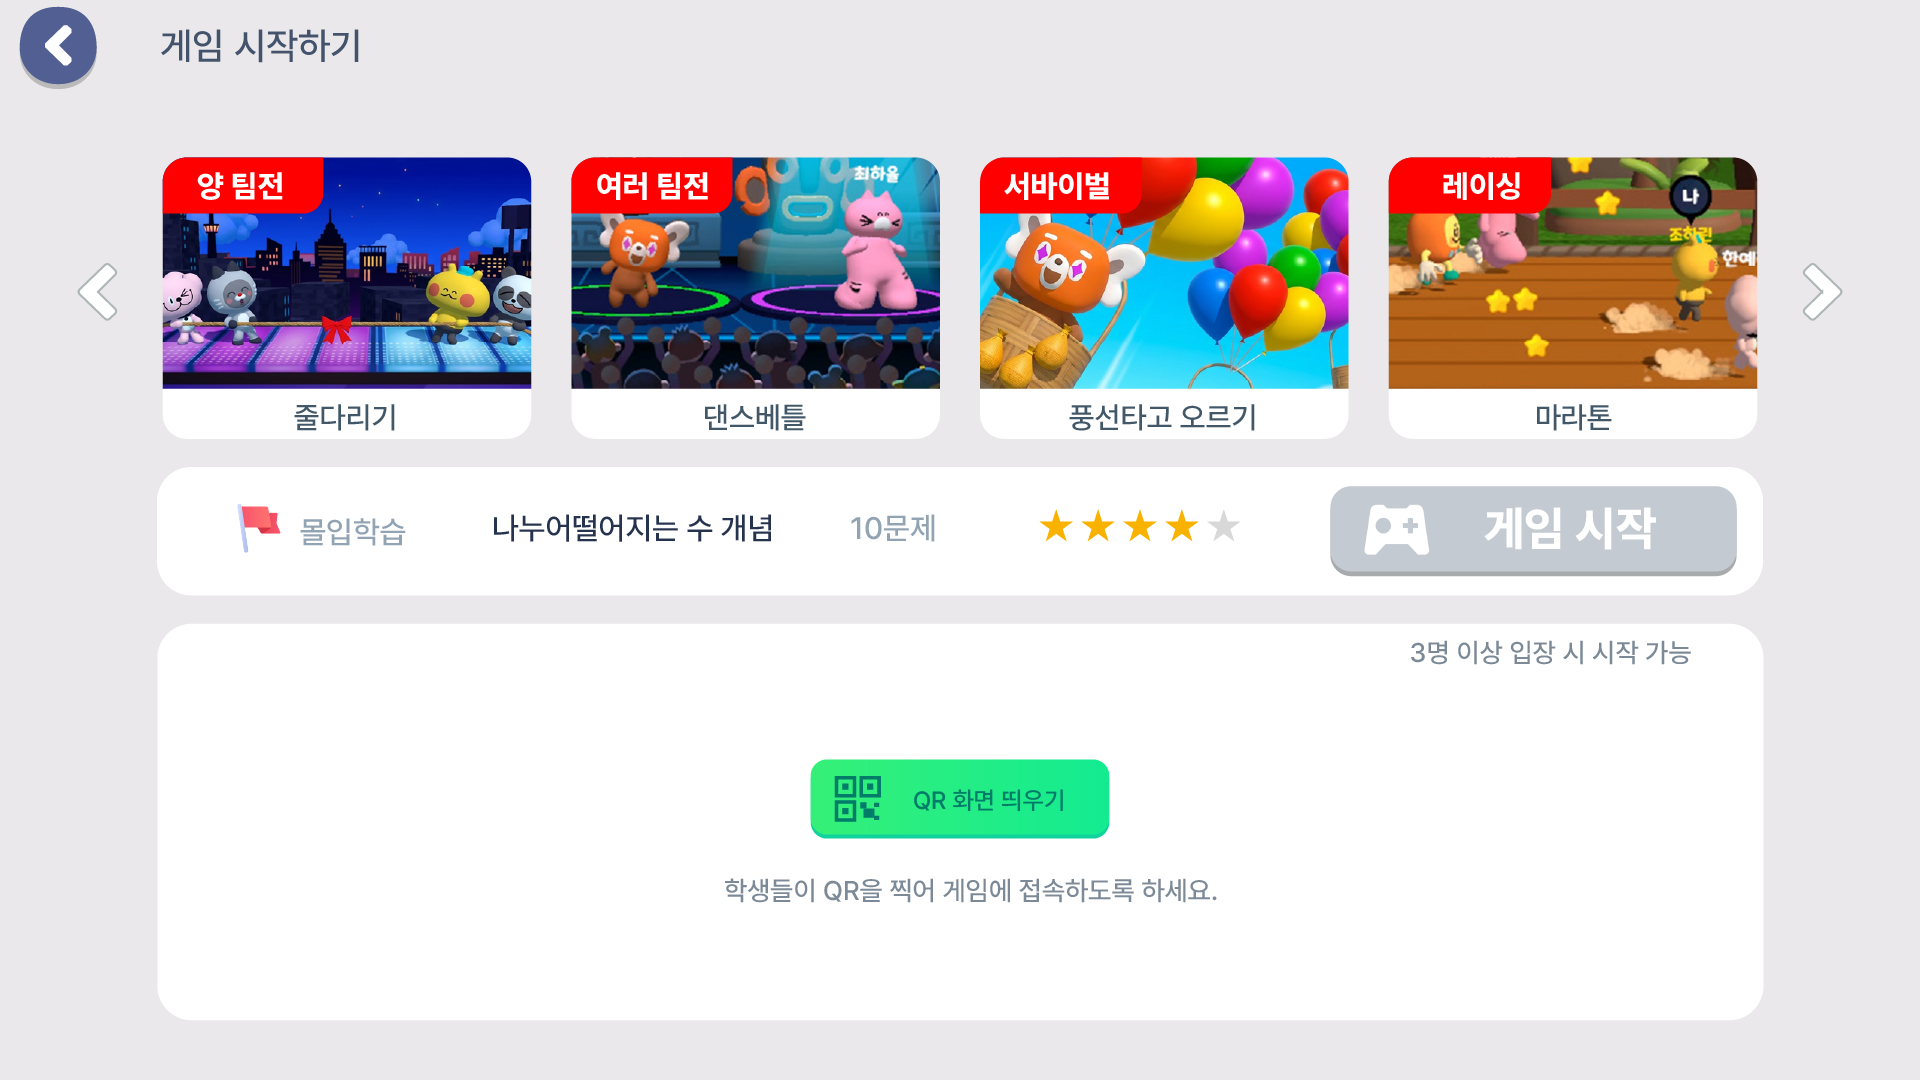 게임 시작하기
양 팀전
여러 팀전
최하율
서바이벌
레이싱
나
조하린
한예
줄다리기
댄스베틀
풍선타고 오르기
마라톤
몰입학습
나누어떨어지는 수 개념
10문제
게임 시작
3명 이상 입장 시 시작 가능
QR 화면 띄우기
학생들이 QR을 찍어 게임에 접속하도록 하세요.